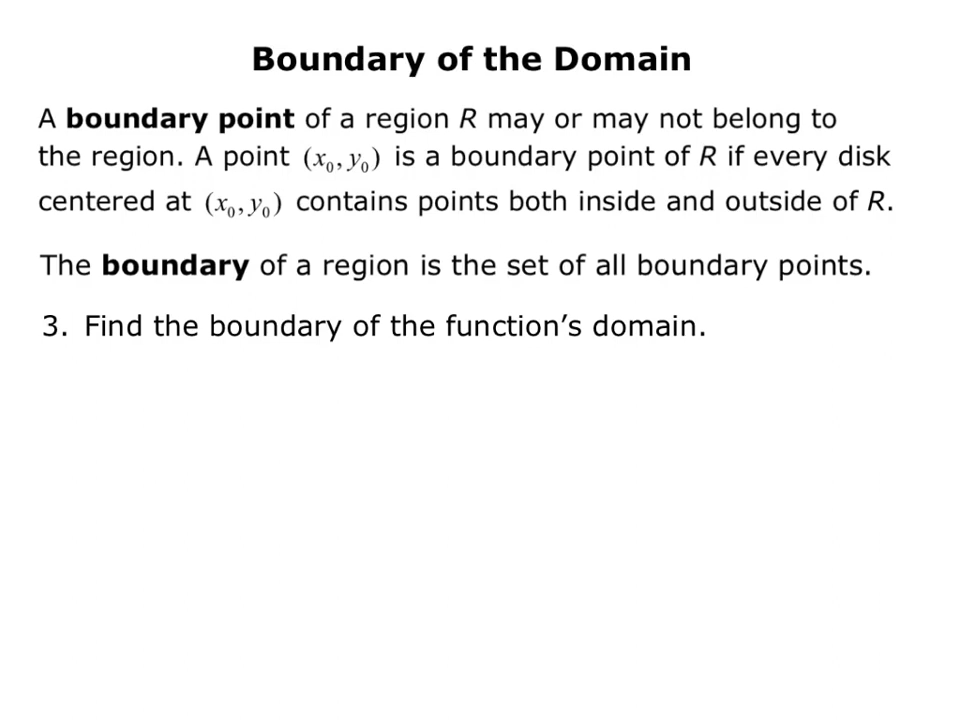 Boundary of the Domain
A boundary point of a region R may or may not belong to
the region. A point (x₀, y₀) is a boundary point of R if every disk
centered at (x₀, y₀) contains points both inside and outside of R.
The boundary of a region is the set of all boundary points.
3. Find the boundary of the function’s domain.